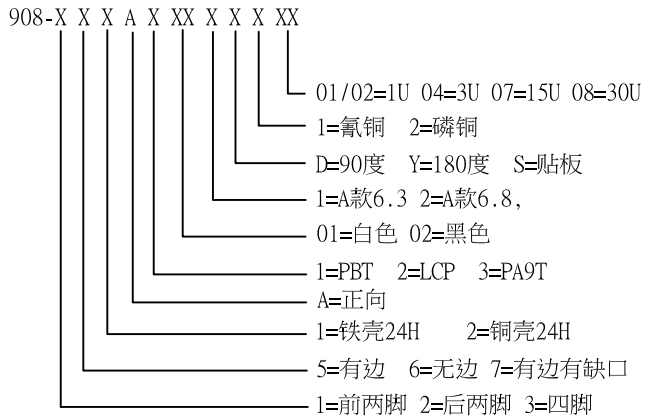 908-X X X A X XX X X X XX
01/02=1U 04=3U 07=15U 08=30U
1=氰铜 2=磷铜
D=90度 Y=180度 S=贴板
1=A款6.3 2=A款6.8,
01=白色 02=黑色
1=PBT 2=LCP 3=PA9T
A=正向
1=铁壳24H 2=铜壳24H
5=有边 6=无边 7=有边有缺口
1=前两脚 2=后两脚 3=四脚